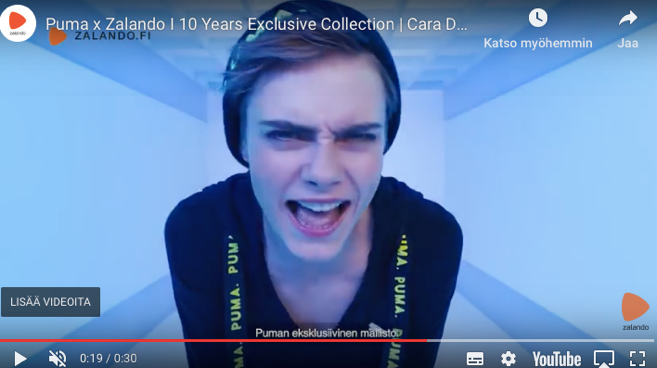 Puma x Zalando I 10 Years Exclusive Collection | Cara D...
ZALANDO.FI
Katso myöhemmin
Jaa
PUMA. PUMA.
PUMA. PUMA.
LISÄÄ VIDEOITA
zalando
Puman eksklusiivinen mallisto.
0:19 / 0:30
YouTube